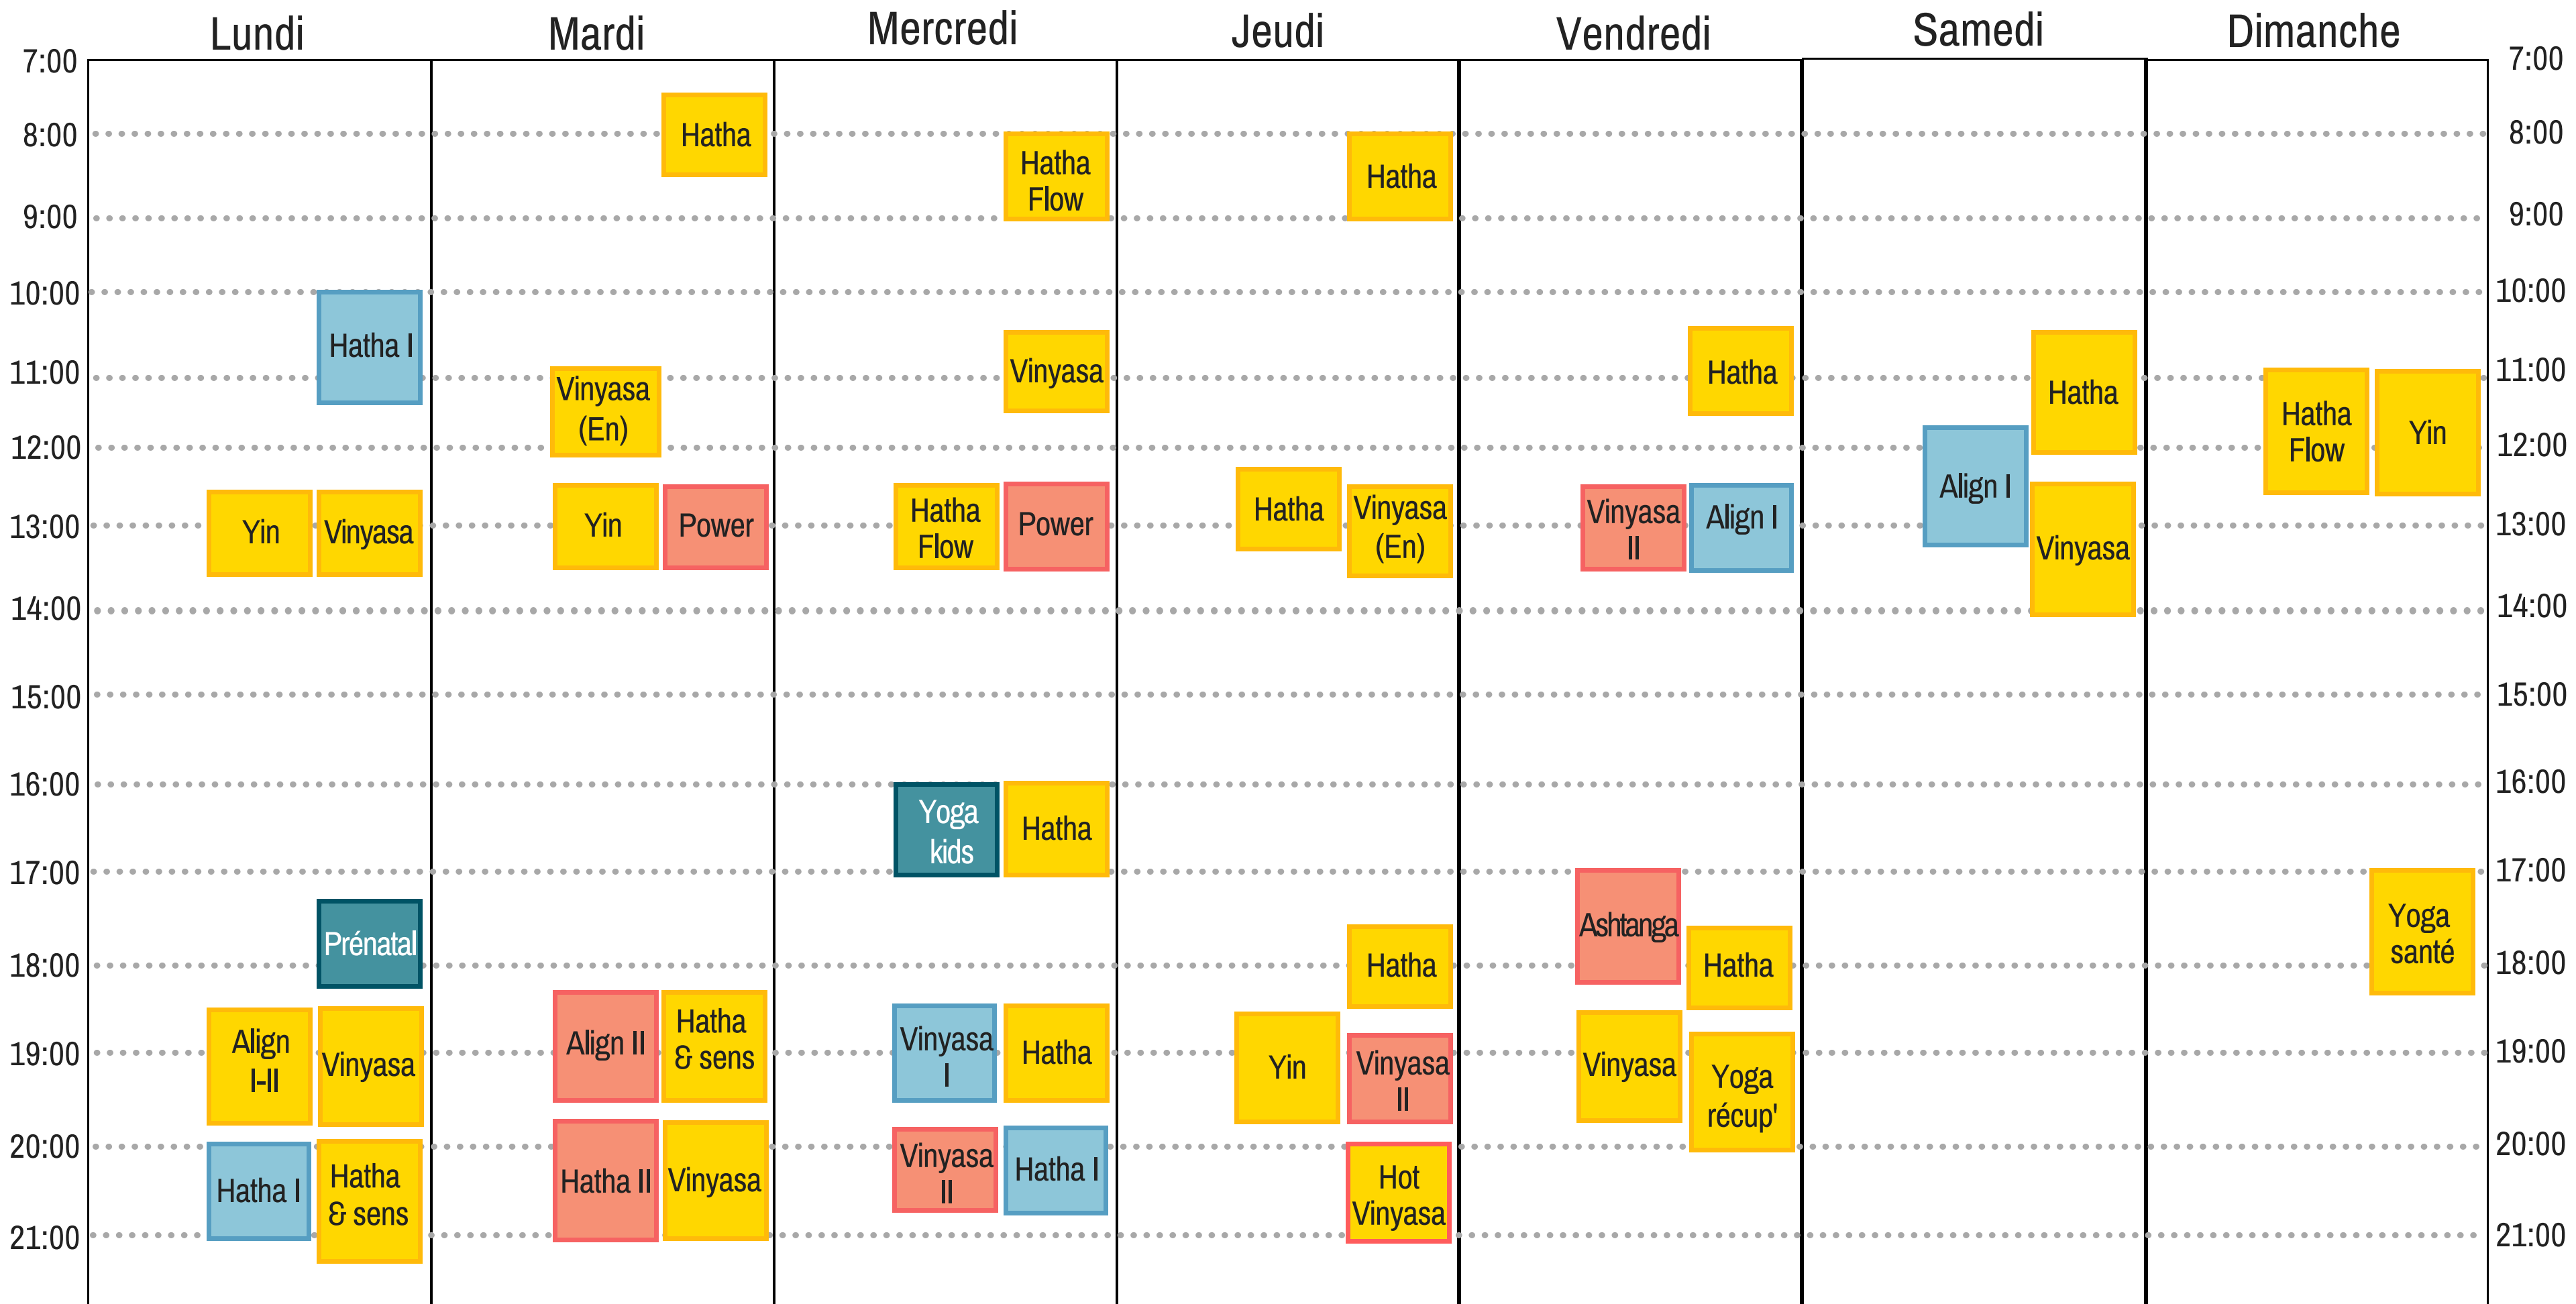 Lundi Mardi Mercredi Jeudi Vendredi Samedi Dimanche
7:00 7:00
Hatha
8:00 8:00
Hatha
Flow
Hatha
9:00 9:00
10:00 10:00
Hatha I
Vinyasa
Hatha
11:00 11:00
Vinyasa
(En)
Hatha
Hatha
Flow
Yin
12:00 12:00
Align I
Yin
Vinyasa
Yin
Power
Hatha
Flow
Power
Hatha
Vinyasa
(En)
Vinyasa
II
Align I
13:00 13:00
Vinyasa
14:00 14:00
15:00 15:00
16:00 16:00
Yoga
kids
Hatha
17:00 17:00
Prénatal
Ashtanga
Yoga
santé
Hatha
Hatha
18:00 18:00
Align
I-II
Vinyasa
Align II
Hatha
& sens
Vinyasa
I
Hatha
Yin
Vinyasa
II
Vinyasa
Yoga
récup'
19:00 19:00
20:00 20:00
Hatha I
Hatha
& sens
Hatha II
Vinyasa
Vinyasa
II
Hatha I
Hot
Vinyasa
21:00 21:00